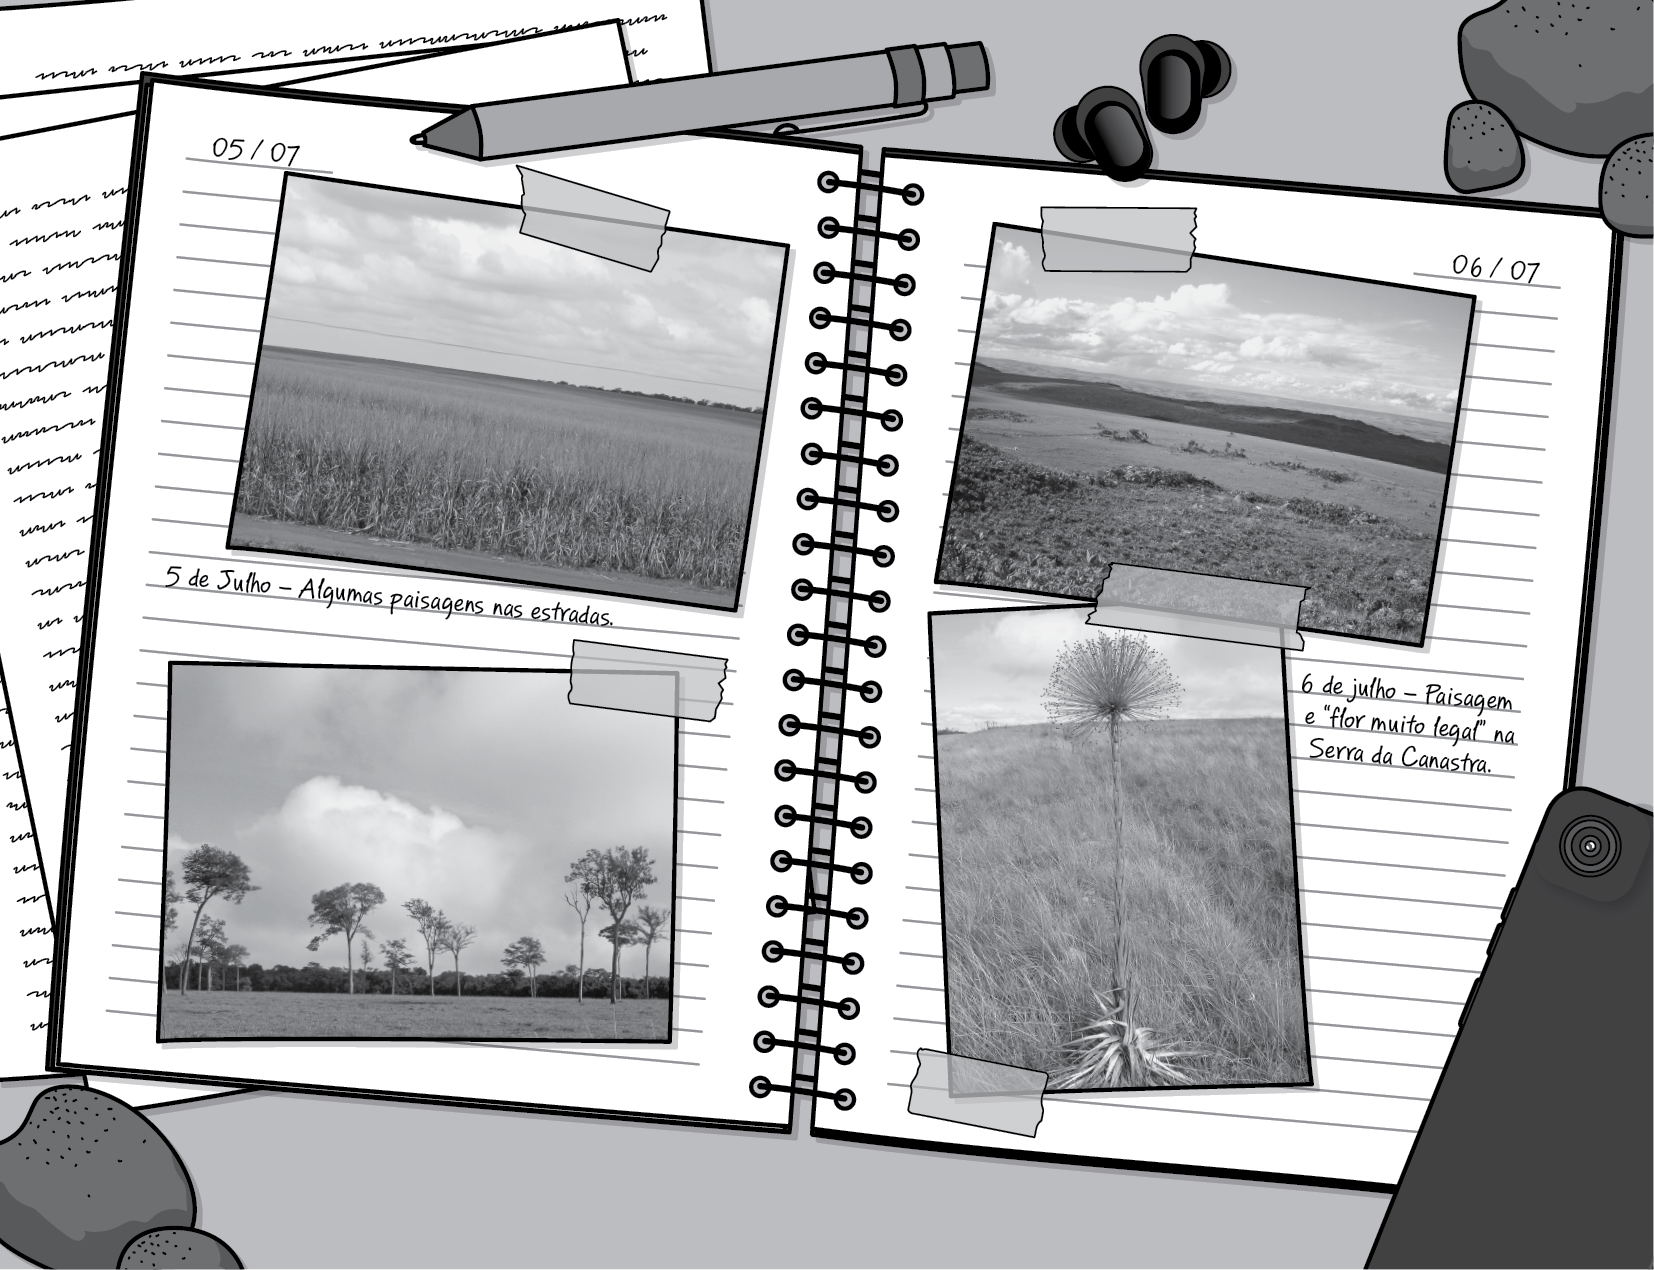 05 / 07
5 de Julho – Algumas paisagens nas estradas.
06 / 07
6 de julho – Paisagem
e “flor muito legal” na
Serra da Canastra.